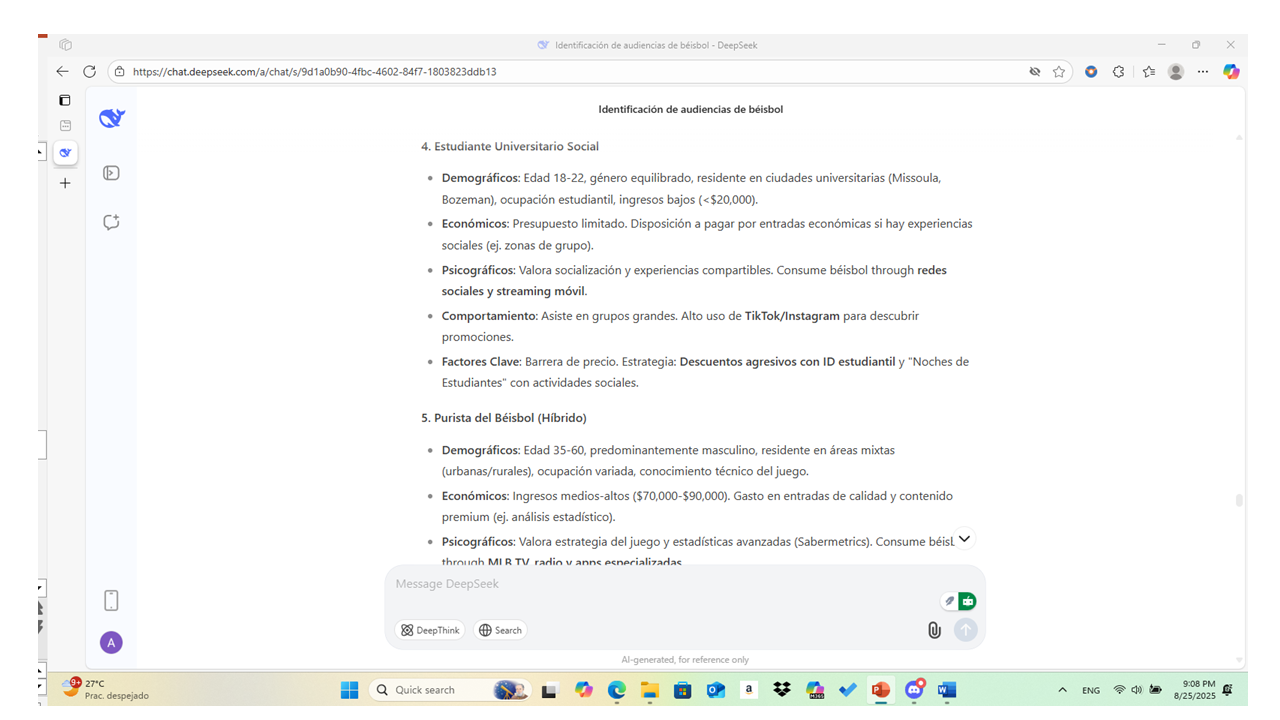 Identificación de audiencias de béisbol - DeepSeek
https://chat.deepseek.com/a/chat/s/9d1a0b90-4fbc-4602-84f7-1803823ddb13
Identificación de audiencias de béisbol
4. Estudiante Universitario Social
• Demográficos: Edad 18-22, género equilibrado, residente en ciudades universitarias (Missoula,
Bozeman), ocupación estudiantil, ingresos bajos (<$20,000).
• Económicos: Presupuesto limitado. Disposición a pagar por entradas económicas si hay experiencias
sociales (ej. zonas de grupo).
• Psicográficos: Valora socialización y experiencias compartibles. Consume béisbol through redes
sociales y streaming móvil.
• Comportamiento: Asiste en grupos grandes. Alto uso de TikTok/Instagram para descubrir
promociones.
• Factores Clave: Barrera de precio. Estrategia: Descuentos agresivos con ID estudiantil y "Noches de
Estudiantes" con actividades sociales.
5. Purista del Béisbol (Híbrido)
• Demográficos: Edad 35-60, predominantemente masculino, residente en áreas mixtas
(urbanas/rurales), ocupación variada, conocimiento técnico del juego.
• Económicos: Ingresos medios-altos ($70,000-$90,000). Gasto en entradas de calidad y contenido
premium (ej. análisis estadístico).
• Psicográficos: Valora estrategia del juego y estadísticas avanzadas (Sabermetrics). Consume béisb
through MLB TV, radio y apps especializadas
Message DeepSeek
DeepThink
Search
A
AI-generated, for reference only
9+
27°C
Prac. despejado
Quick search
a
M365
ENG
9:08 PM
8/25/2025